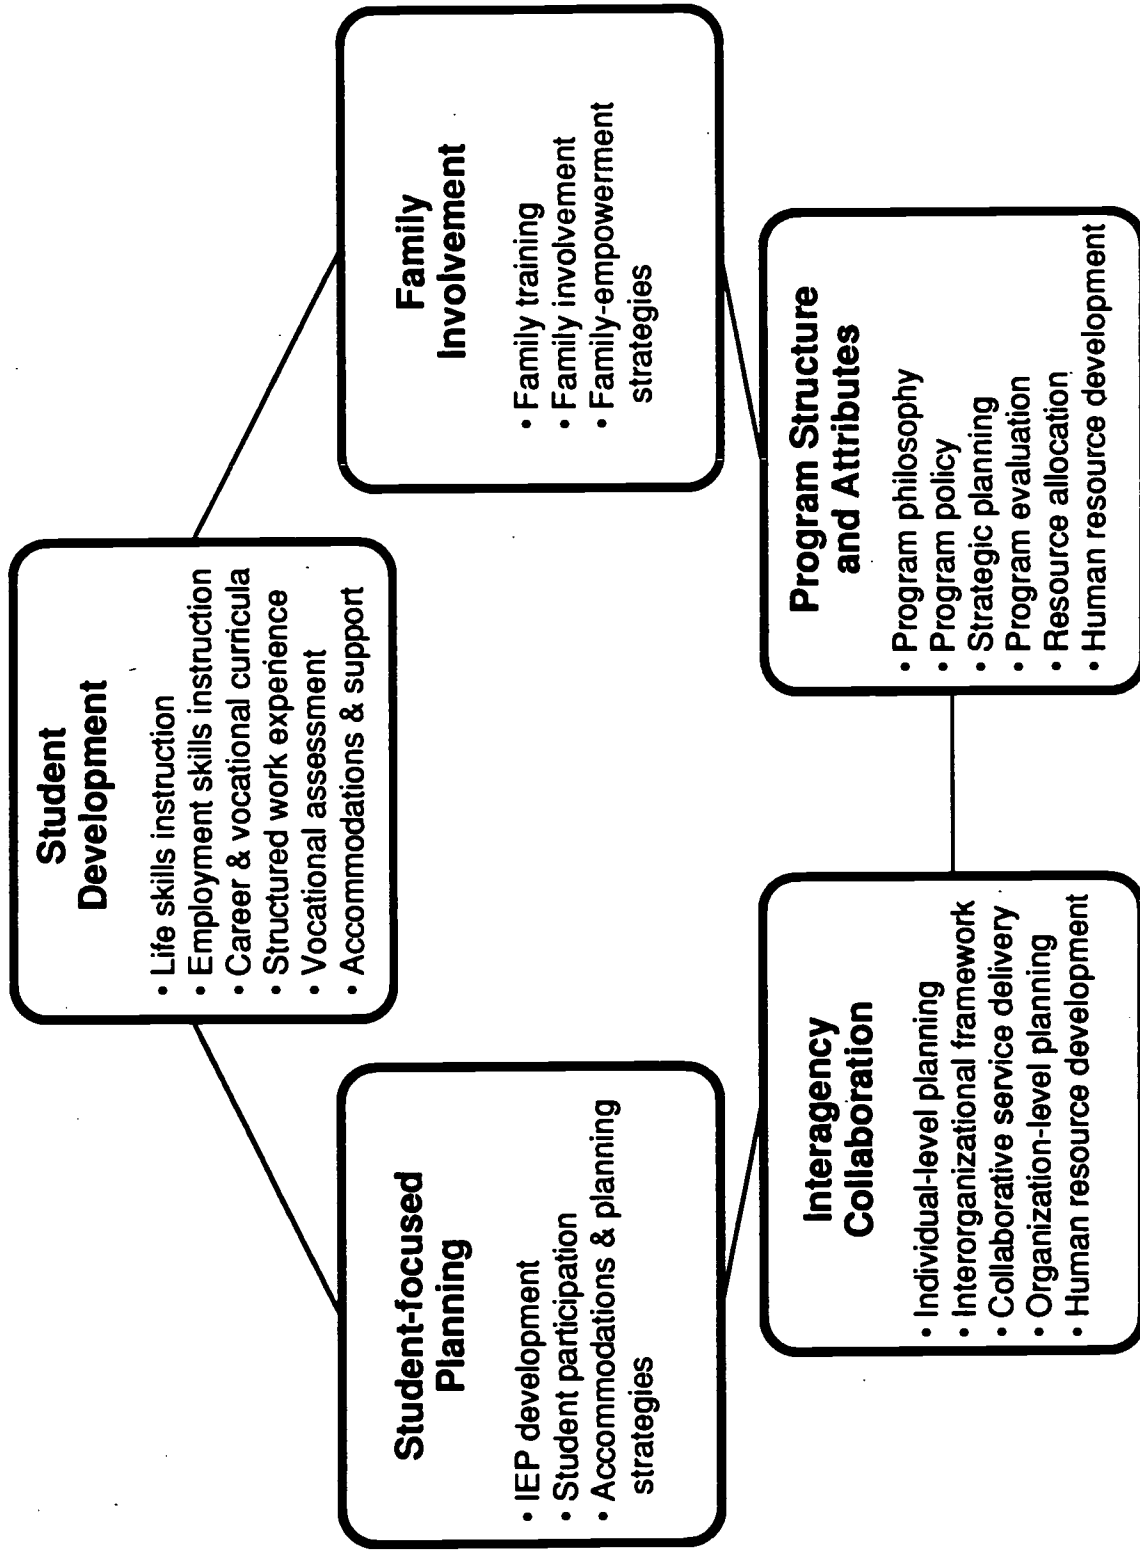 Student
Development
• Life skills instruction
• Employment skills instruction
• Career & vocational curricula
• Structured work experience
• Vocational assessment
• Accommodations & support
Student-focused
Planning
• IEP development
• Student participation
• Accommodations & planning
strategies
Family
Involvement
• Family training
• Family involvement
• Family-empowerment
strategies
Interagency
Collaboration
• Individual-level planning
• Interorganizational framework
• Collaborative service delivery
• Organization-level planning
• Human resource development
Program Structure
and Attributes
• Program philosophy
• Program policy
• Strategic planning
• Program evaluation
• Resource allocation
• Human resource development